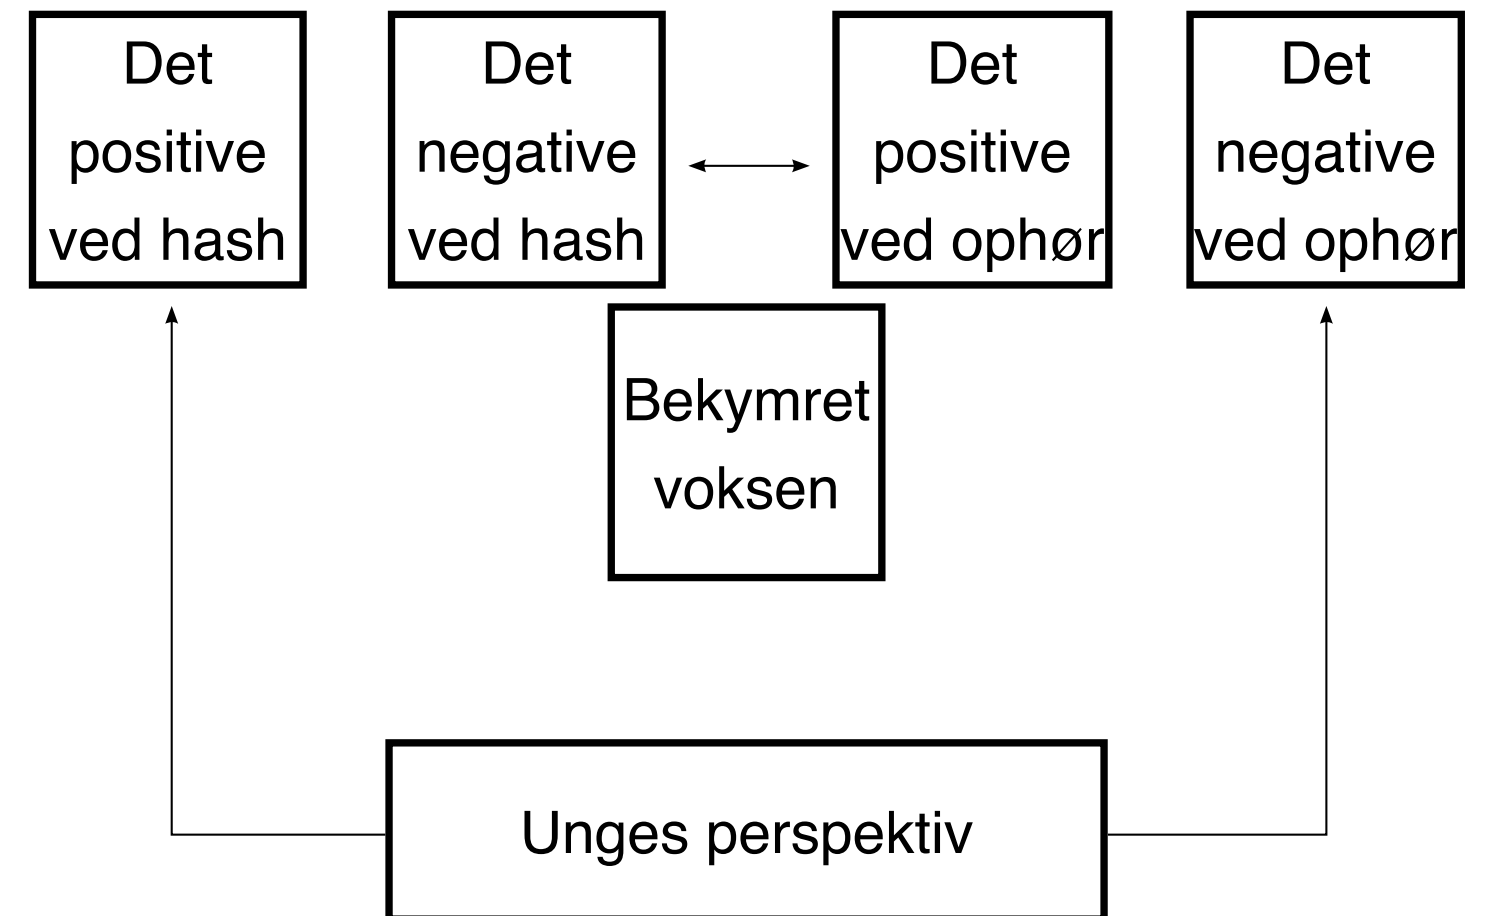 Det
positive
ved hash
Det
negative
ved hash
Det
positive
ved ophør
Det
negative
ved ophør
Bekymret
voksen
Unges perspektiv